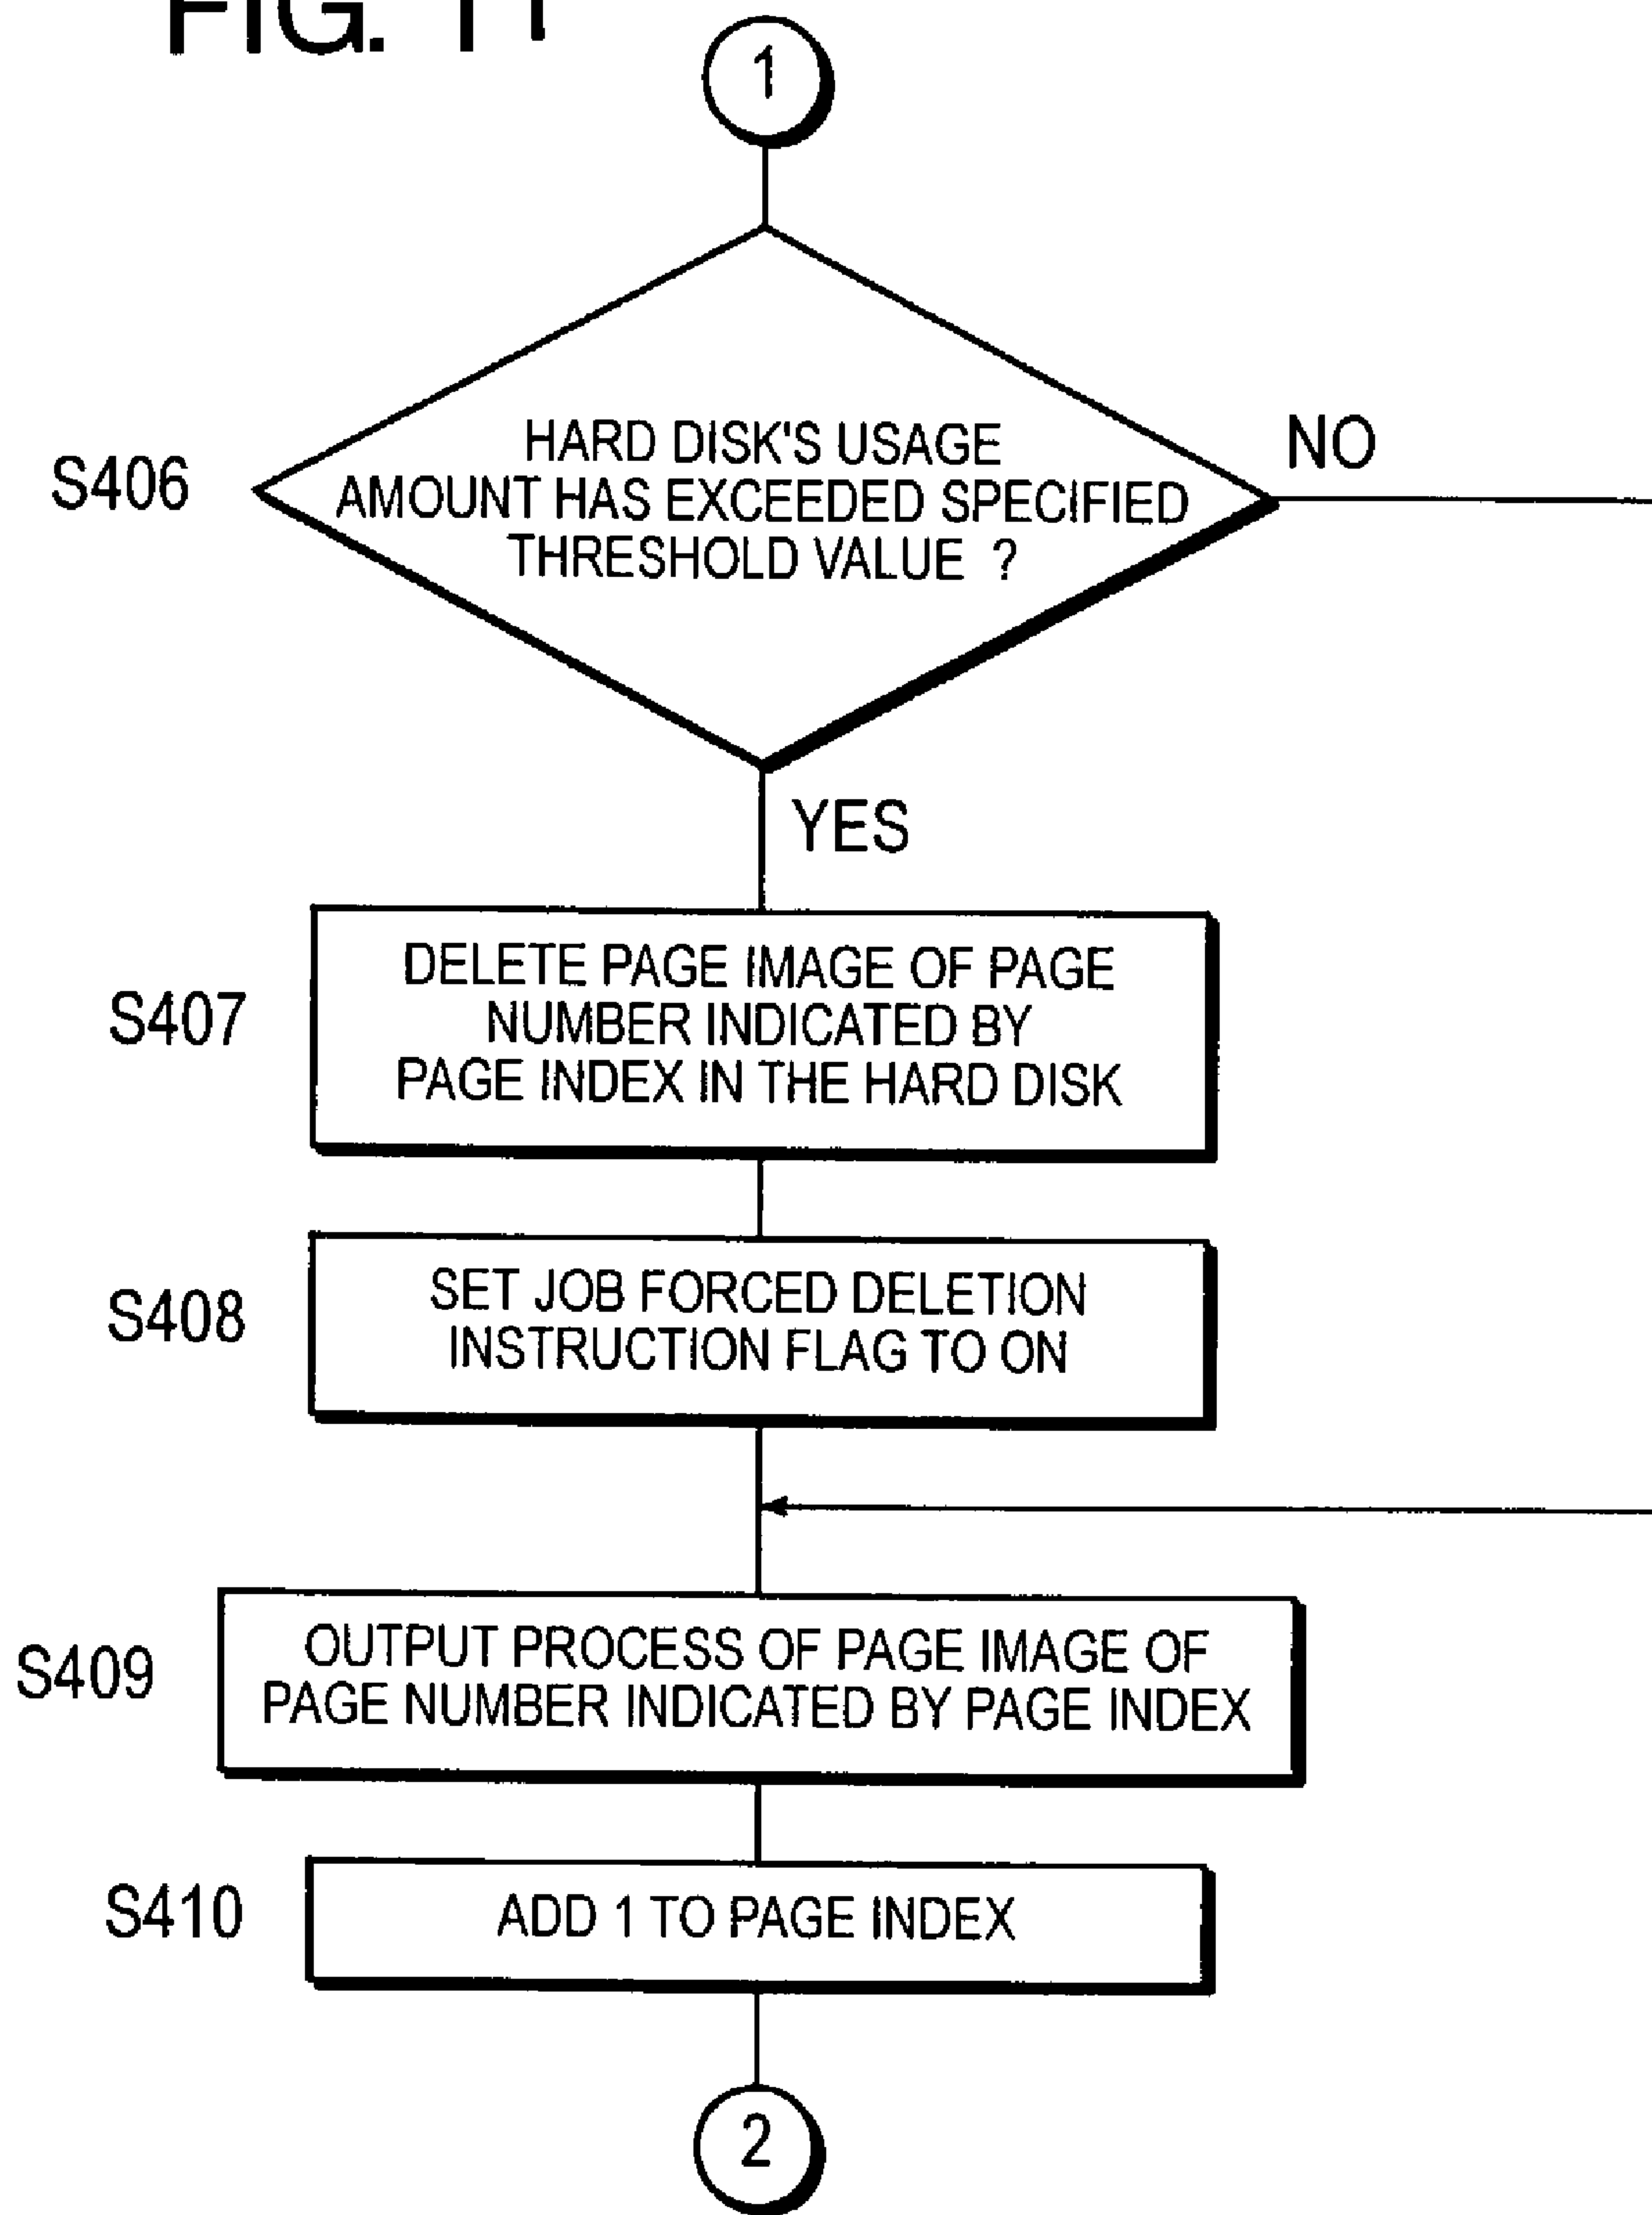 FIG. 11
1
S406
HARD DISK'S USAGE
AMOUNT HAS EXCEEDED SPECIFIED
THRESHOLD VALUE ?
NO
YES
S407
DELETE PAGE IMAGE OF PAGE
NUMBER INDICATED BY
PAGE INDEX IN THE HARD DISK
S408
SET JOB FORCED DELETION
INSTRUCTION FLAG TO ON
S409
OUTPUT PROCESS OF PAGE IMAGE OF
PAGE NUMBER INDICATED BY PAGE INDEX
S410
ADD 1 TO PAGE INDEX
2